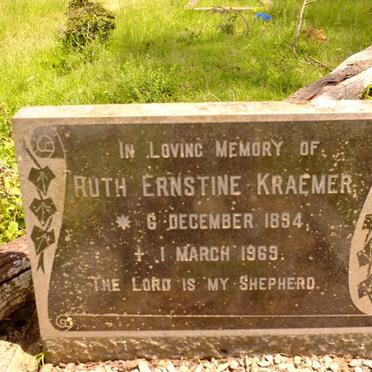 IN LOVING MEMORY OF
RUTH ERNSTINE KRAEMER
* 6 DECEMBER 1894,
+ 1 MARCH 1969.
THE LORD IS MY SHEPHERD.